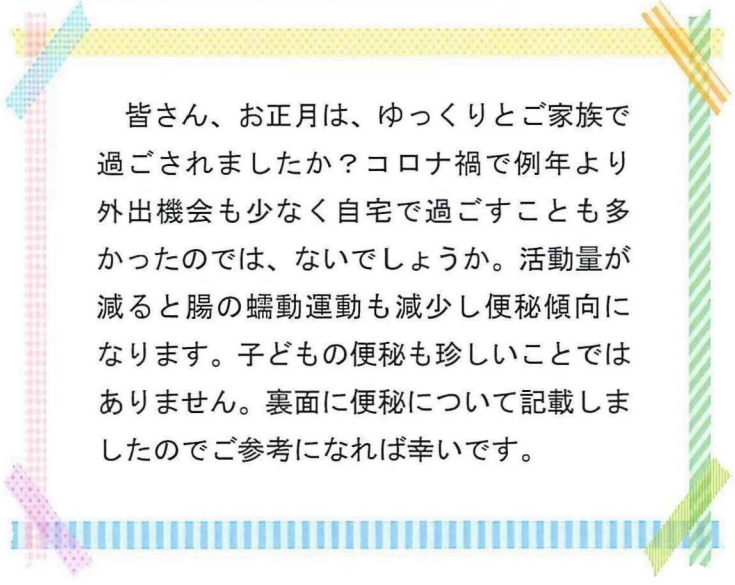 皆さん、お正月は、ゆっくりとご家族で
過ごされましたか？コロナ禍で例年より
外出機会も少なく自宅で過ごすことも多
かったのでは、ないでしょうか。活動量が
減ると腸の蠕動運動も減少し便秘傾向に
なります。子どもの便秘も珍しいことでは
ありません。裏面に便秘について記載しま
したのでご参考になれば幸いです。